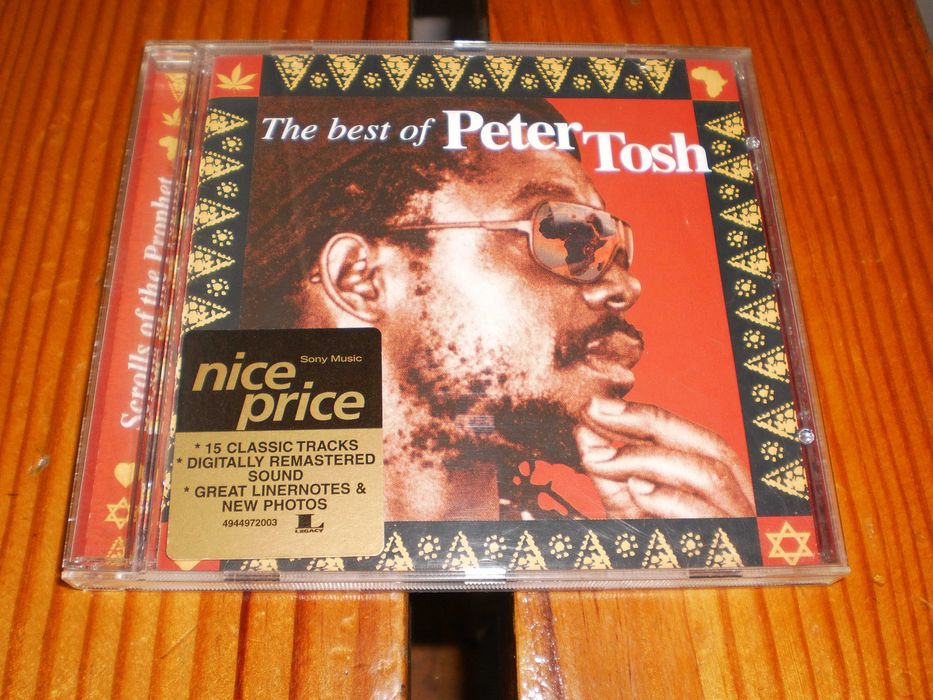 The best of Peter Tosh
Scrolls of the Prophet
Sony Music
nice
price
* 15 CLASSIC TRACKS
* DIGITALLY REMASTERED
SOUND
* GREAT LINERNOTES &
NEW PHOTOS
4944972003
L
LEGACY